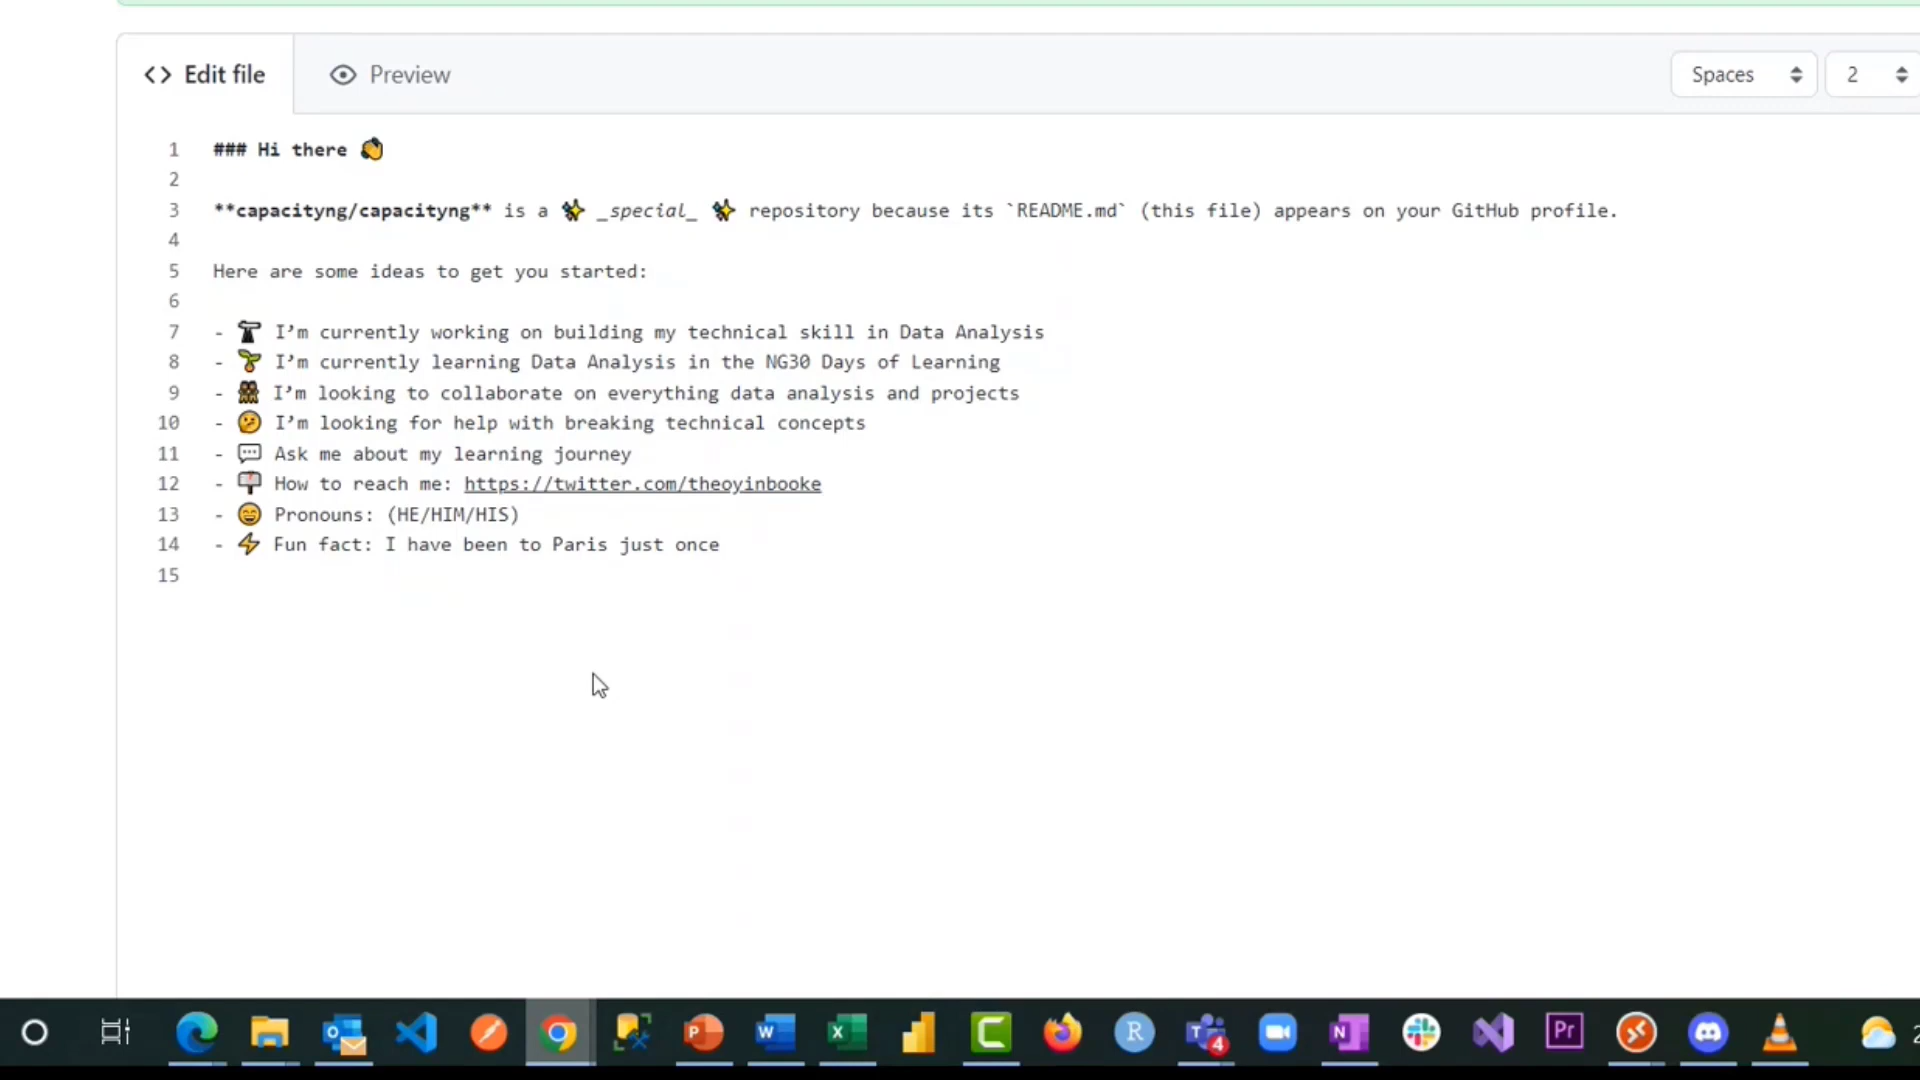 Edit file
Preview
Spaces
2
1 ### Hi there 👋
2
3 **capacityng/capacityng** is a ✨ _special_ ✨ repository because its `README.md` (this file) appears on your GitHub profile.
4
5 Here are some ideas to get you started:
6
7 - 🔭 I’m currently working on building my technical skill in Data Analysis
8 - 🌱 I’m currently learning Data Analysis in the NG30 Days of Learning
9 - 👯 I’m looking to collaborate on everything data analysis and projects
10 - 🤔 I’m looking for help with breaking technical concepts
11 - 💬 Ask me about my learning journey
12 - 📫 How to reach me: https://twitter.com/theoyinbooke
13 - 😄 Pronouns: (HE/HIM/HIS)
14 - ⚡ Fun fact: I have been to Paris just once
15
P W X R T 4 N Pr